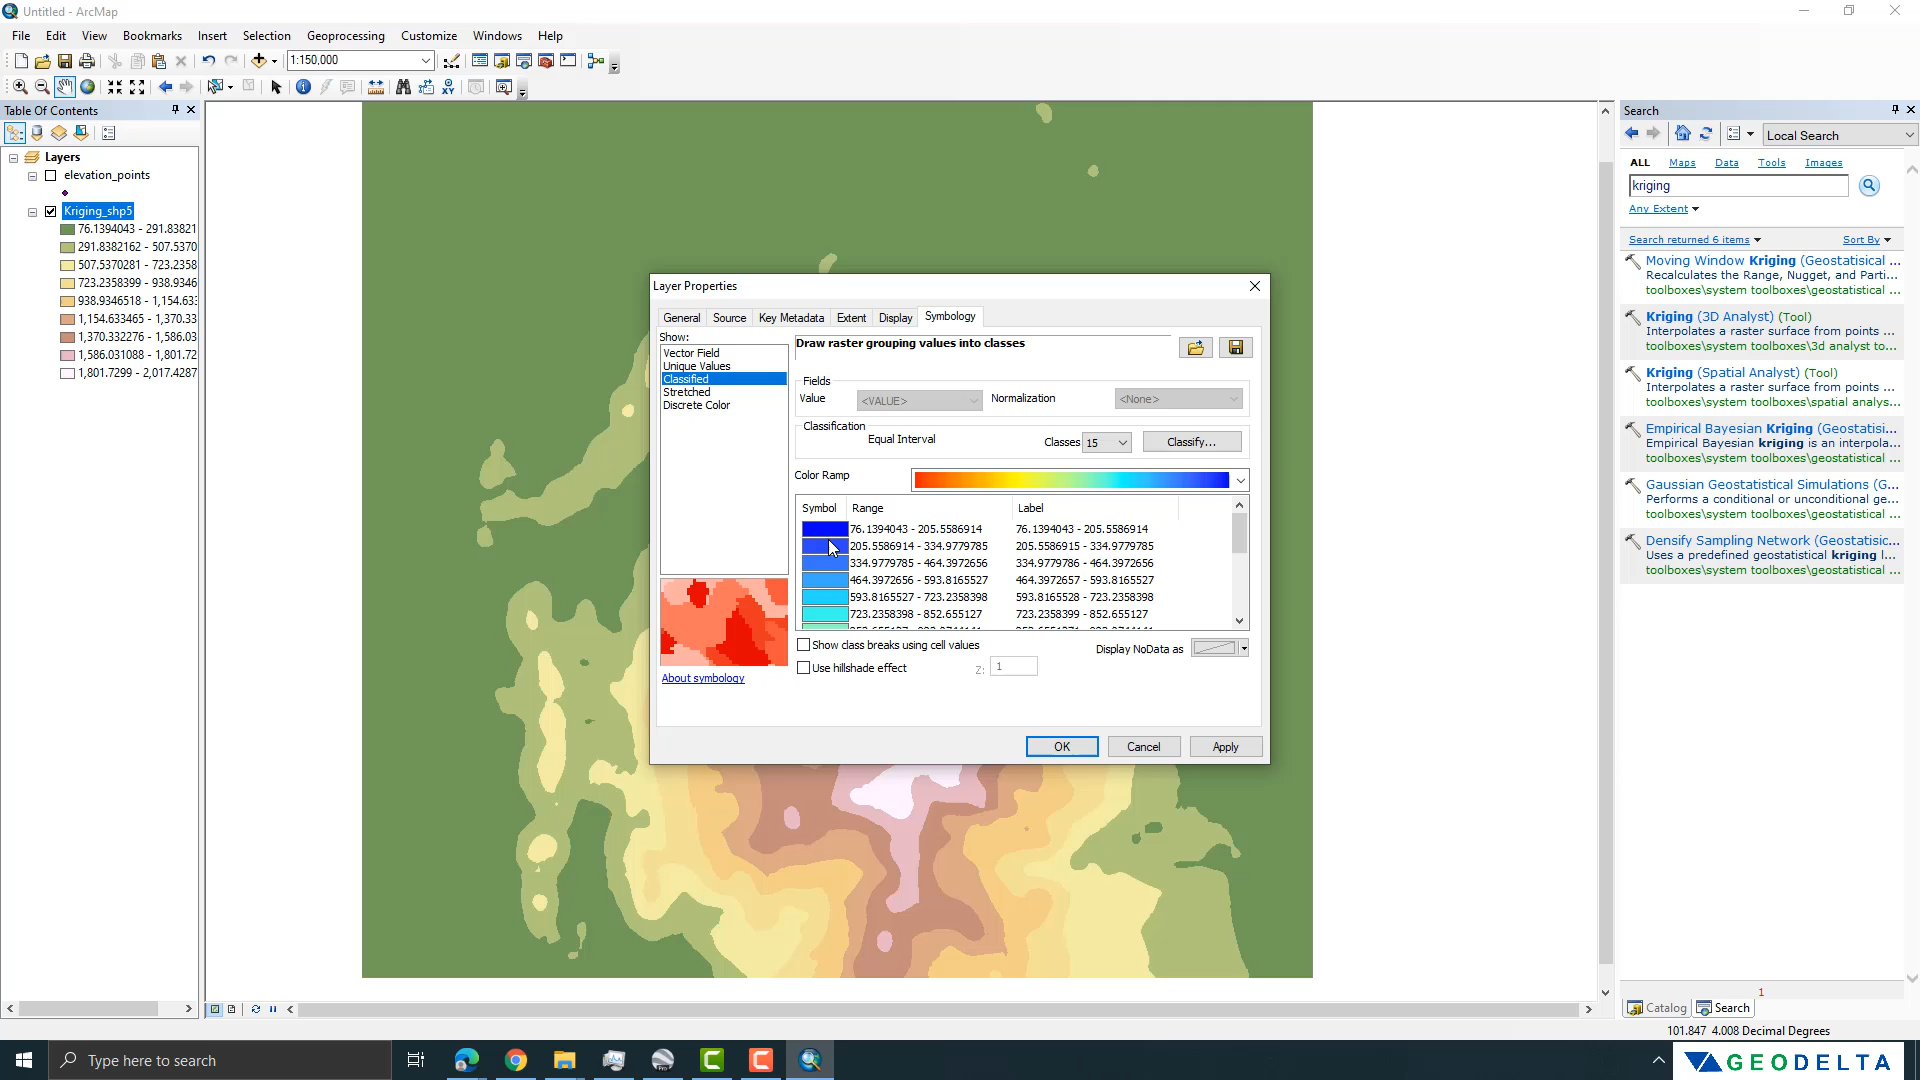 Untitled - ArcMap
File Edit View Bookmarks Insert Selection Geoprocessing Customize Windows Help
1:150,000
Table Of Contents
Layers
elevation_points
Kriging_shp5
76.1394043 - 291.83821
291.8382162 - 507.5370
507.5370281 - 723.2358
723.2358399 - 938.9346
938.9346518 - 1,154.63
1,154.633465 - 1,370.33
1,370.332276 - 1,586.03
1,586.031088 - 1,801.72
1,801.7299 - 2,017.4287
Layer Properties
General Source Key Metadata Extent Display Symbology
Show:
Vector Field
Unique Values
Classified
Stretched
Discrete Color
About symbology
Draw raster grouping values into classes
Fields
Value <VALUE> Normalization <None>
Classification
Equal Interval Classes 15 Classify...
Color Ramp
Symbol Range Label
76.1394043 - 205.5586914 76.1394043 - 205.5586914
205.5586914 - 334.9779785 205.5586915 - 334.9779785
334.9779785 - 464.3972656 334.9779786 - 464.3972656
464.3972656 - 593.8165527 464.3972657 - 593.8165527
593.8165527 - 723.2358398 593.8165528 - 723.2358398
723.2358398 - 852.655127 723.2358399 - 852.655127
Show class breaks using cell values
Display NoData as
Use hillshade effect Z: 1
OK Cancel Apply
Search
Local Search
ALL Maps Data Tools Images
kriging
Any Extent
Search returned 6 items Sort By
Moving Window Kriging (Geostatisical ...
Recalculates the Range, Nugget, and Parti...
toolboxes\system toolboxes\geostatistical ...
Kriging (3D Analyst) (Tool)
Interpolates a raster surface from points ...
toolboxes\system toolboxes\3d analyst to...
Kriging (Spatial Analyst) (Tool)
Interpolates a raster surface from points ...
toolboxes\system toolboxes\spatial analys...
Empirical Bayesian Kriging (Geostatisi...
Empirical Bayesian kriging is an interpola...
toolboxes\system toolboxes\geostatistical ...
Gaussian Geostatistical Simulations (G...
Performs a conditional or unconditional ge...
toolboxes\system toolboxes\geostatistical ...
Densify Sampling Network (Geostatisic...
Uses a predefined geostatistical kriging l...
toolboxes\system toolboxes\geostatistical ...
1
Catalog Search
101.847 4.008 Decimal Degrees
Type here to search
GEODELTA